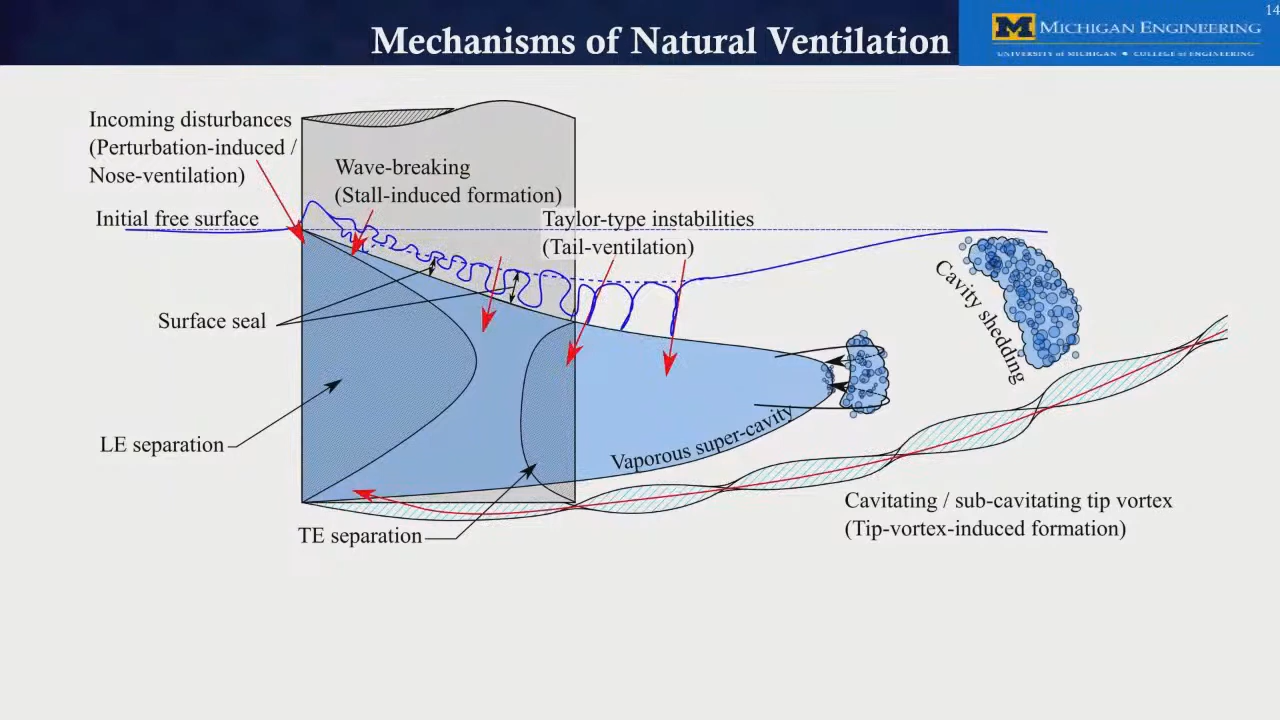 14
Mechanisms of Natural Ventilation
M MICHIGAN ENGINEERING
UNIVERSITY of MICHIGAN • COLLEGE of ENGINEERING
Incoming disturbances
(Perturbation-induced /
Nose-ventilation)
Wave-breaking
(Stall-induced formation)
Initial free surface
Taylor-type instabilities
(Tail-ventilation)
Cavity shedding
Surface seal
LE separation
Vaporous super-cavity
TE separation
Cavitating / sub-cavitating tip vortex
(Tip-vortex-induced formation)